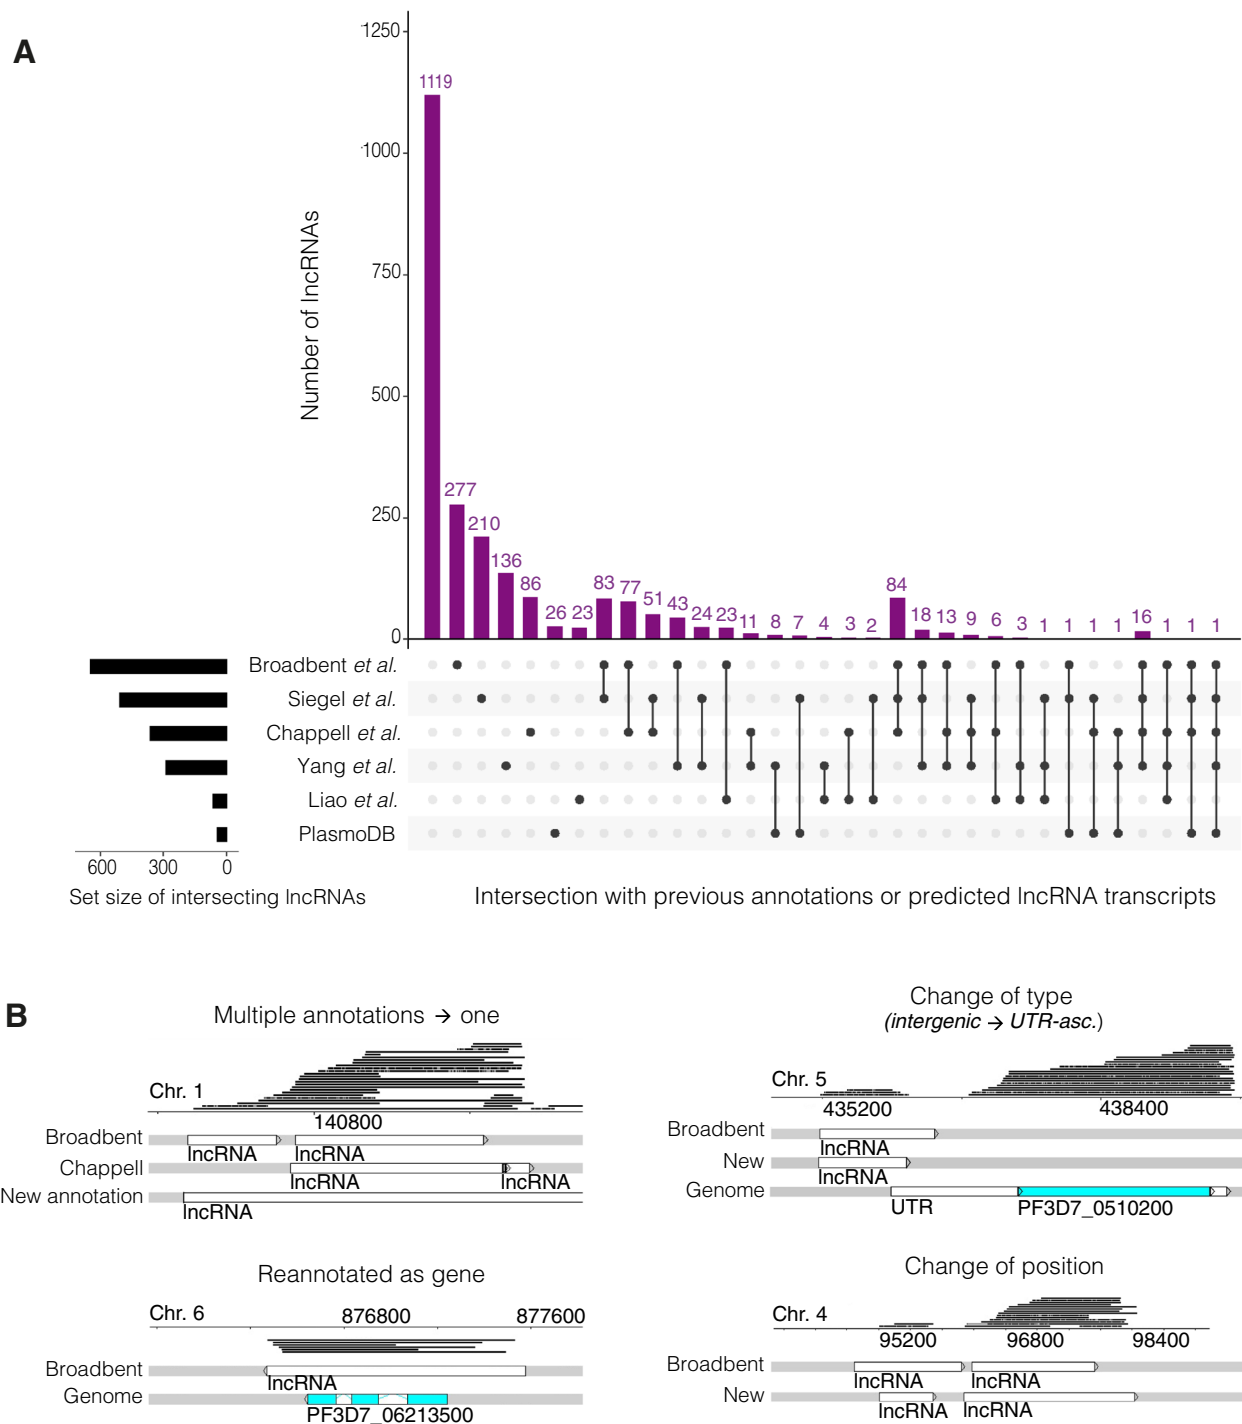 A
1250
1000
750
500
250
0
Number of lncRNAs
1119
277
210
136
86
26
23
83
77
51
43
24
23
11
8
7
4
3
2
84
18
13
9
6
3
1
1
1
1
16
1
1
1
Broadbent et al.
Siegel et al.
Chappell et al.
Yang et al.
Liao et al.
PlasmoDB
600 300 0
Set size of intersecting lncRNAs
Intersection with previous annotations or predicted lncRNA transcripts
B
Multiple annotations → one
Chr. 1
140800
Broadbent
lncRNA lncRNA
Chappell
lncRNA lncRNA
New annotation
lncRNA
Change of type
(intergenic → UTR-asc.)
Chr. 5
435200 438400
Broadbent
lncRNA
New
lncRNA
Genome
UTR PF3D7_0510200
Reannotated as gene
Chr. 6 876800 877600
Broadbent
lncRNA
Genome
PF3D7_06213500
Change of position
Chr. 4
95200 96800 98400
Broadbent
lncRNA lncRNA
New
lncRNA lncRNA